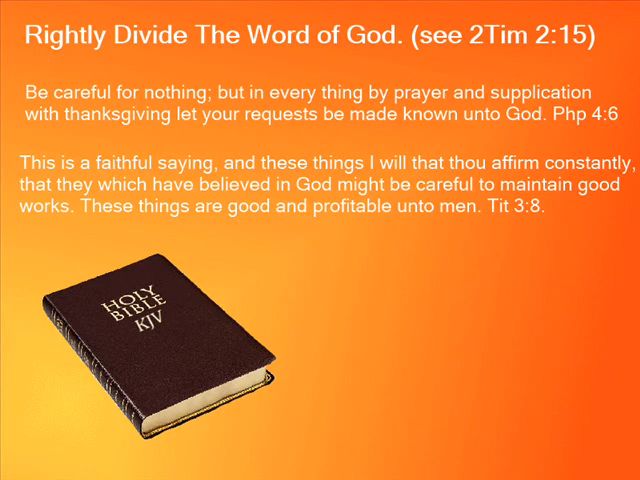 Rightly Divide The Word of God. (see 2Tim 2:15)
Be careful for nothing; but in every thing by prayer and supplication
with thanksgiving let your requests be made known unto God. Php 4:6
This is a faithful saying, and these things I will that thou affirm constantly,
that they which have believed in God might be careful to maintain good
works. These things are good and profitable unto men. Tit 3:8.
HOLY
BIBLE
KJV